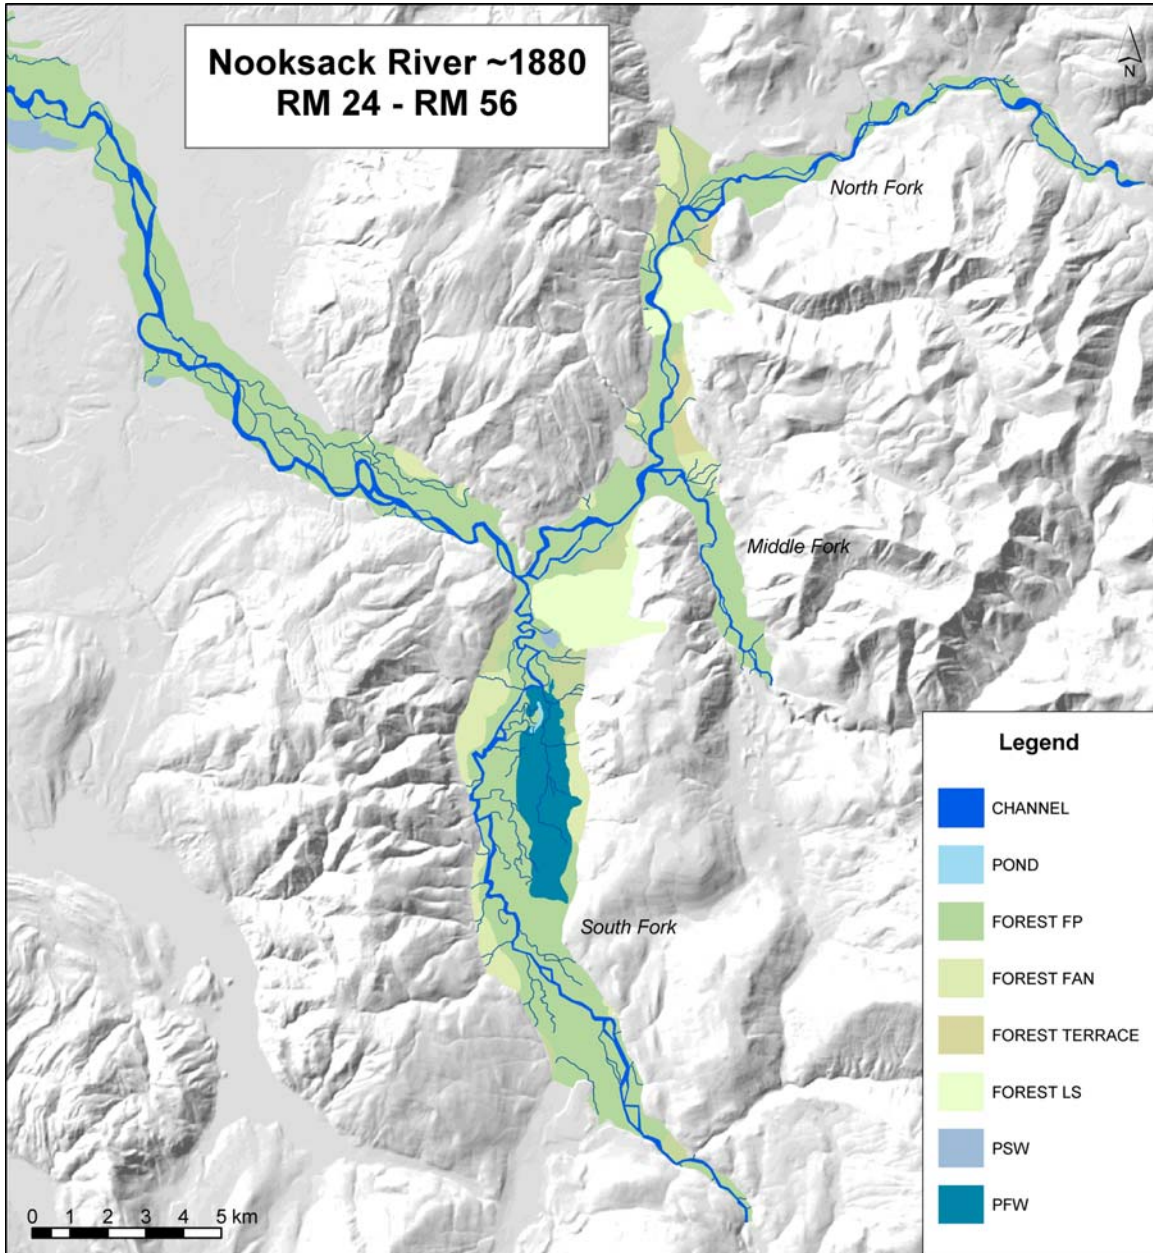 Nooksack River ~1880
RM 24 - RM 56
N
North Fork
Middle Fork
South Fork
Legend
CHANNEL
POND
FOREST FP
FOREST FAN
FOREST TERRACE
FOREST LS
PSW
PFW
0 1 2 3 4 5 km